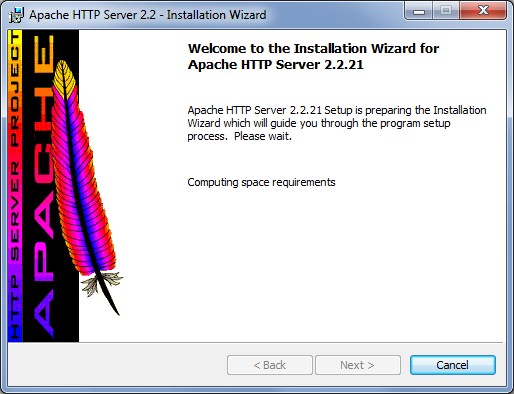 Apache HTTP Server 2.2 - Installation Wizard
HTTP SERVER PROJECT
APACHE
Welcome to the Installation Wizard for
Apache HTTP Server 2.2.21
Apache HTTP Server 2.2.21 Setup is preparing the Installation
Wizard which will guide you through the program setup
process.  Please wait.
Computing space requirements
< Back
Next >
Cancel